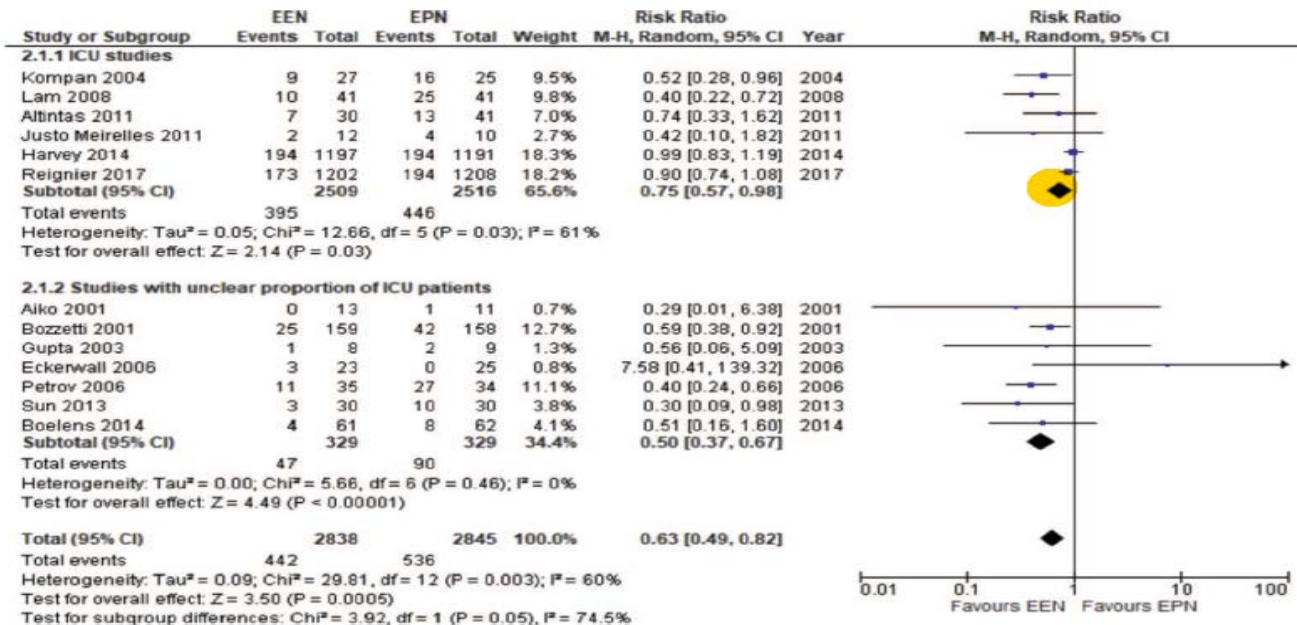 EEN EPN Risk Ratio Risk Ratio
Study or Subgroup Events Total Events Total Weight M-H, Random, 95% CI Year M-H, Random, 95% CI
2.1.1 ICU studies
Kompan 2004 9 27 16 25 9.5% 0.52 [0.28, 0.96] 2004
Lam 2008 10 41 25 41 9.8% 0.40 [0.22, 0.72] 2008
Altintas 2011 7 30 13 41 7.0% 0.74 [0.33, 1.62] 2011
Justo Meirelles 2011 2 12 4 10 2.7% 0.42 [0.10, 1.82] 2011
Harvey 2014 194 1197 194 1191 18.3% 0.99 [0.83, 1.19] 2014
Reignier 2017 173 1202 194 1208 18.2% 0.90 [0.74, 1.08] 2017
Subtotal (95% CI) 2509 2516 65.6% 0.75 [0.57, 0.98]
Total events 395 446
Heterogeneity: Tau² = 0.05; Chi² = 12.66, df = 5 (P = 0.03); I² = 61%
Test for overall effect: Z = 2.14 (P = 0.03)
2.1.2 Studies with unclear proportion of ICU patients
Aiko 2001 0 13 1 11 0.7% 0.29 [0.01, 6.38] 2001
Bozzetti 2001 25 159 42 158 12.7% 0.59 [0.38, 0.92] 2001
Gupta 2003 1 8 2 9 1.3% 0.56 [0.06, 5.09] 2003
Eckerwall 2006 3 23 0 25 0.8% 7.58 [0.41, 139.32] 2006
Petrov 2006 11 35 27 34 11.1% 0.40 [0.24, 0.66] 2006
Sun 2013 3 30 10 30 3.8% 0.30 [0.09, 0.98] 2013
Boelens 2014 4 61 8 62 4.1% 0.51 [0.16, 1.60] 2014
Subtotal (95% CI) 329 329 34.4% 0.50 [0.37, 0.67]
Total events 47 90
Heterogeneity: Tau² = 0.00; Chi² = 5.66, df = 6 (P = 0.46); I² = 0%
Test for overall effect: Z = 4.49 (P < 0.00001)
Total (95% CI) 2838 2845 100.0% 0.63 [0.49, 0.82]
Total events 442 536
Heterogeneity: Tau² = 0.09; Chi² = 29.81, df = 12 (P = 0.003); I² = 60%
Test for overall effect: Z = 3.50 (P = 0.0005)
Test for subgroup differences: Chi² = 3.92, df = 1 (P = 0.05), I² = 74.5%
0.01 0.1 1 10 100
Favours EEN Favours EPN